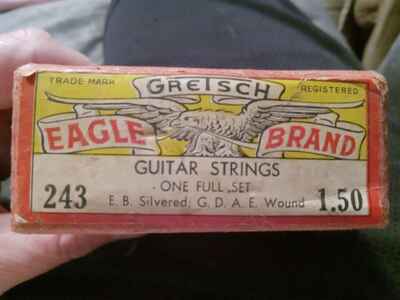 TRADE MARK GRETSCH REGISTERED
EAGLE BRAND
GUITAR STRINGS
· ONE FULL SET
243 E. B. Silvered; G. D. A. E. Wound 1.50